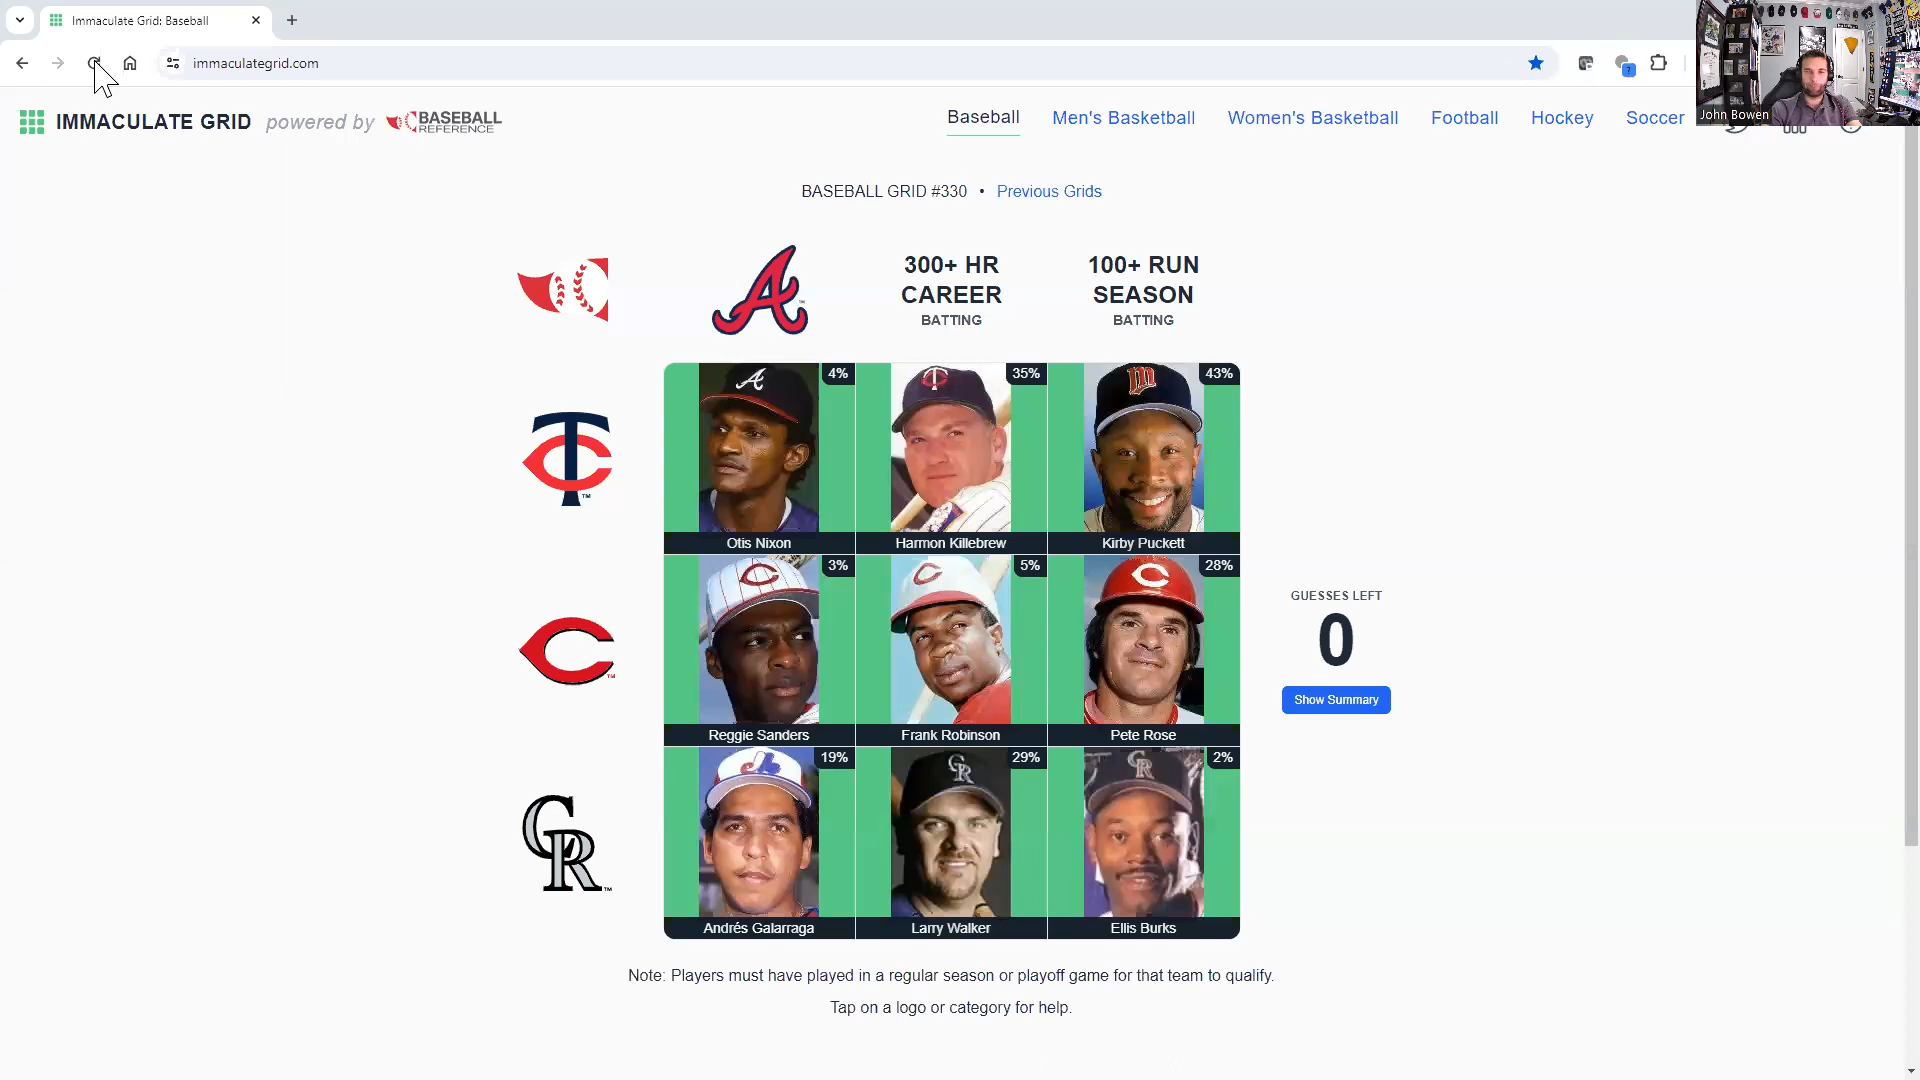 Immaculate Grid: Baseball
immaculategrid.com
IMMACULATE GRID powered by BASEBALL REFERENCE
Baseball Men's Basketball Women's Basketball Football Hockey Soccer
John Bowen
BASEBALL GRID #330 • Previous Grids
300+ HR CAREER BATTING
100+ RUN SEASON BATTING
4% 35% 43%
Otis Nixon Harmon Killebrew Kirby Puckett
3% 5% 28%
Reggie Sanders Frank Robinson Pete Rose
GUESSES LEFT
0
Show Summary
19% 29% 2%
Andrés Galarraga Larry Walker Ellis Burks
Note: Players must have played in a regular season or playoff game for that team to qualify.
Tap on a logo or category for help.